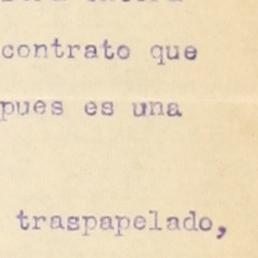 contrato que
pues es una
traspapelado,